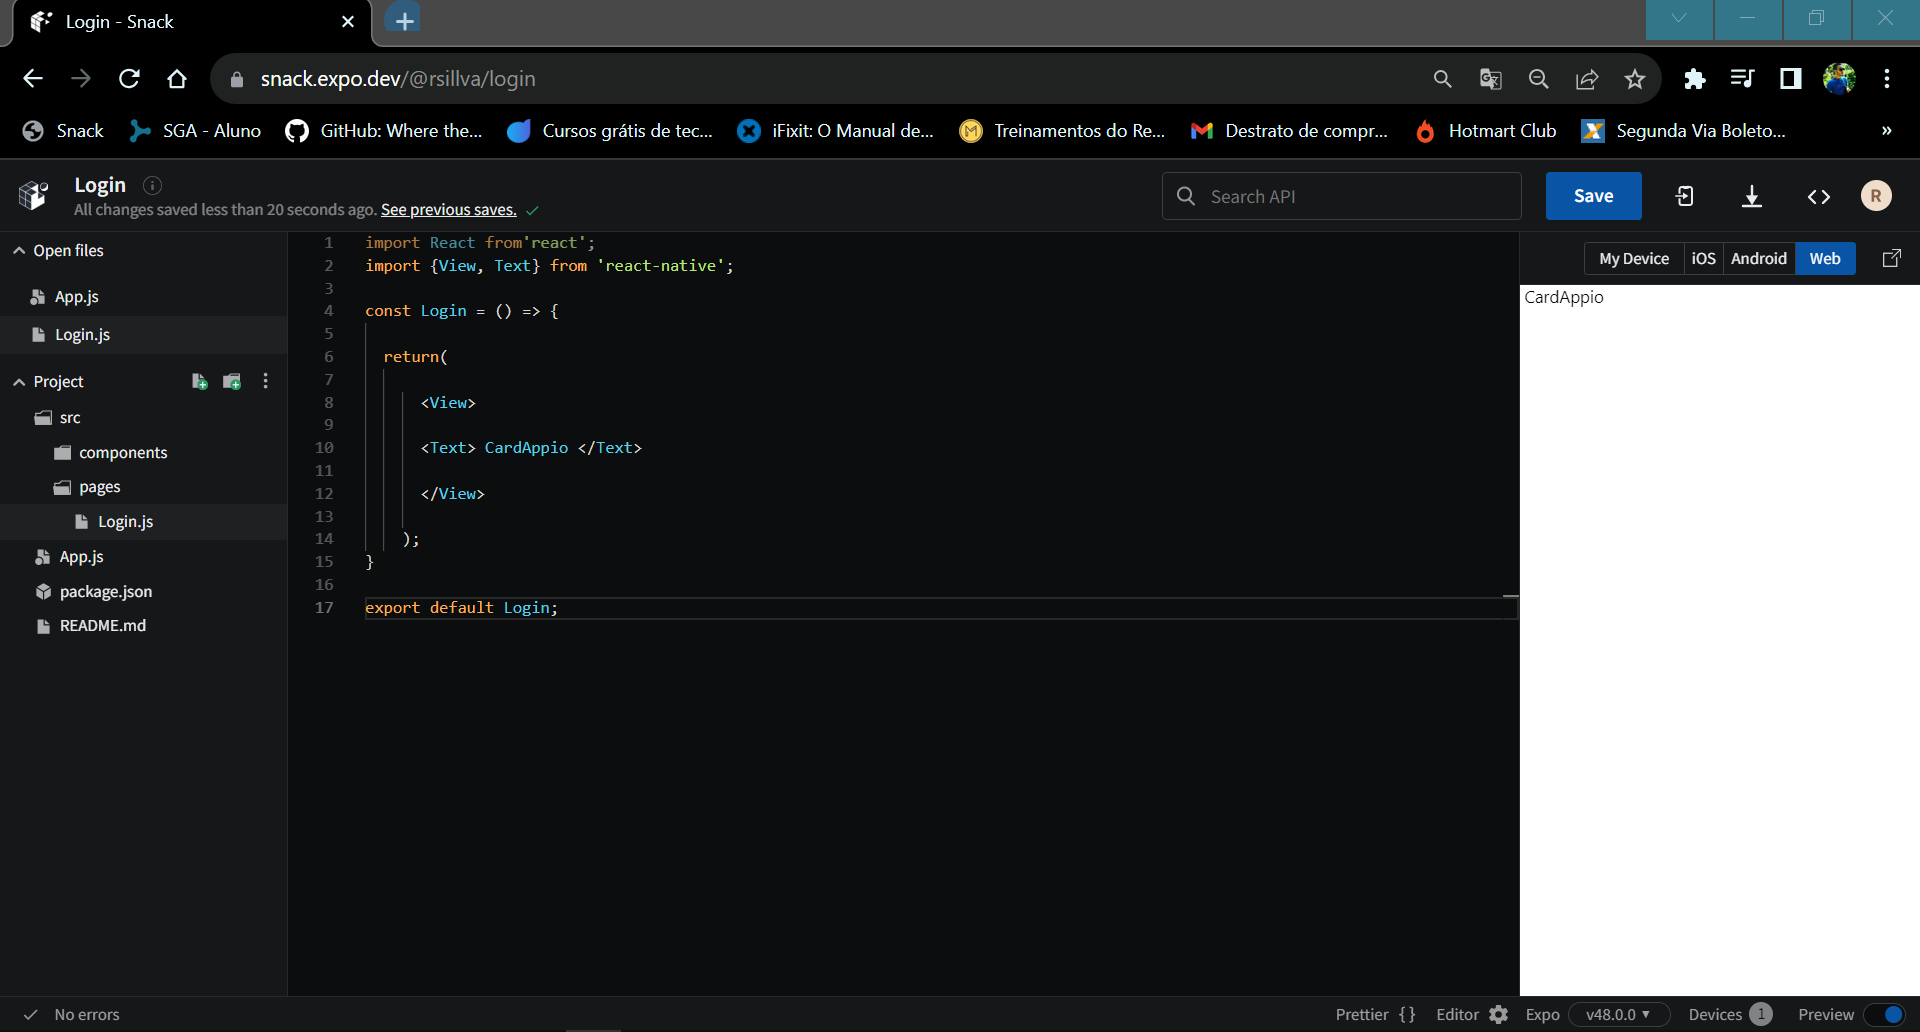 Login - Snack
snack.expo.dev/@rsillva/login
Snack SGA - Aluno GitHub: Where the... Cursos grátis de tec... iFixit: O Manual de... Treinamentos do Re... Destrato de compr... Hotmart Club Segunda Via Boleto... »
Login
All changes saved less than 20 seconds ago. See previous saves.
Search API
Save
R
Open files
App.js
Login.js
Project
src
components
pages
Login.js
App.js
package.json
README.md
1 import React from'react';
2 import {View, Text} from 'react-native';
3
4 const Login = () => {
5
6 return(
7
8 <View>
9
10 <Text> CardAppio </Text>
11
12 </View>
13
14 );
15 }
16
17 export default Login;
My Device iOS Android Web
CardAppio
No errors
Prettier {} Editor Expo v48.0.0 Devices 1 Preview